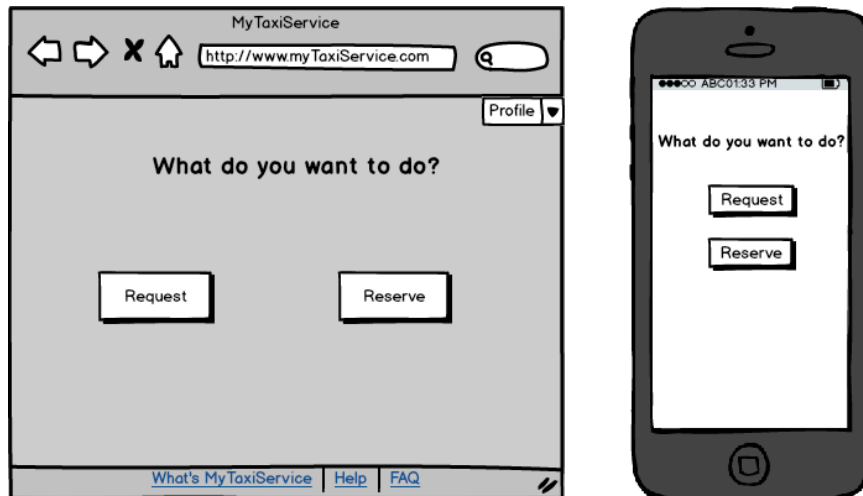 MyTaxiService
http://www.myTaxiService.com
Profile
What do you want to do?
Request
Reserve
What's MyTaxiService
Help
FAQ
ABC01:33 PM
What do you want to do?
Request
Reserve